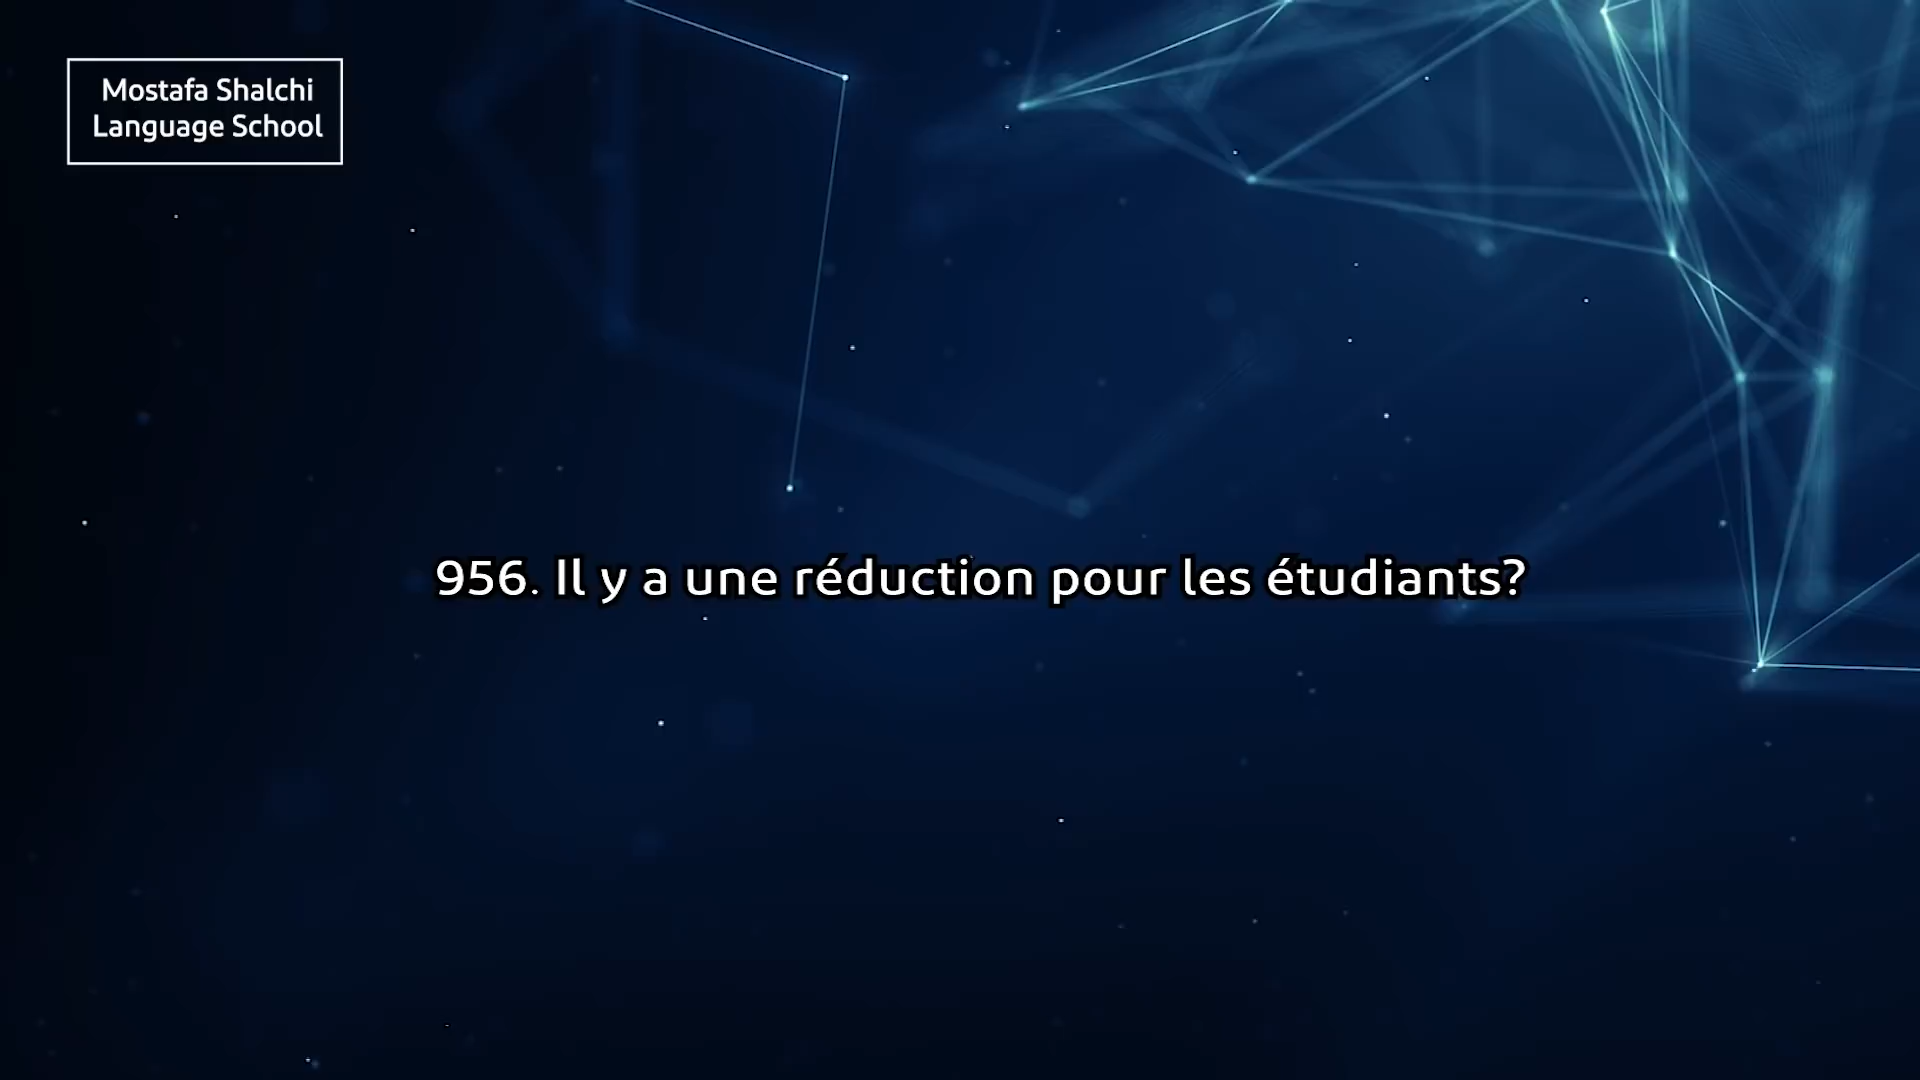 Mostafa Shalchi
Language School
956. Il y a une réduction pour les étudiants?